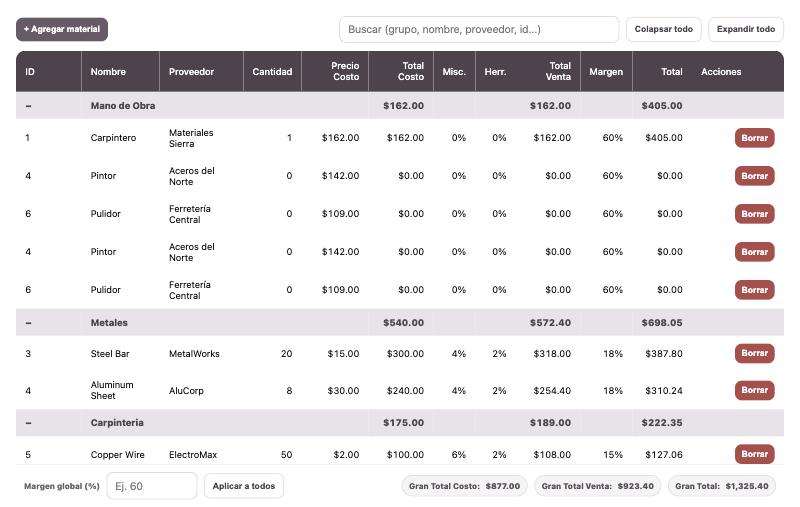 + Agregar material
Buscar (grupo, nombre, proveedor, id...)
Colapsar todo
Expandir todo
ID Nombre Proveedor Cantidad Precio Costo Total Costo Misc. Herr. Total Venta Margen Total Acciones
– Mano de Obra $162.00 $162.00 $405.00
1 Carpintero Materiales Sierra 1 $162.00 $162.00 0% 0% $162.00 60% $405.00 Borrar
4 Pintor Aceros del Norte 0 $142.00 $0.00 0% 0% $0.00 60% $0.00 Borrar
6 Pulidor Ferretería Central 0 $109.00 $0.00 0% 0% $0.00 60% $0.00 Borrar
4 Pintor Aceros del Norte 0 $142.00 $0.00 0% 0% $0.00 60% $0.00 Borrar
6 Pulidor Ferretería Central 0 $109.00 $0.00 0% 0% $0.00 60% $0.00 Borrar
– Metales $540.00 $572.40 $698.05
3 Steel Bar MetalWorks 20 $15.00 $300.00 4% 2% $318.00 18% $387.80 Borrar
4 Aluminum Sheet AluCorp 8 $30.00 $240.00 4% 2% $254.40 18% $310.24 Borrar
– Carpinteria $175.00 $189.00 $222.35
5 Copper Wire ElectroMax 50 $2.00 $100.00 6% 2% $108.00 15% $127.06 Borrar
Margen global (%) Ej. 60 Aplicar a todos
Gran Total Costo: $877.00 Gran Total Venta: $923.40 Gran Total: $1,325.40